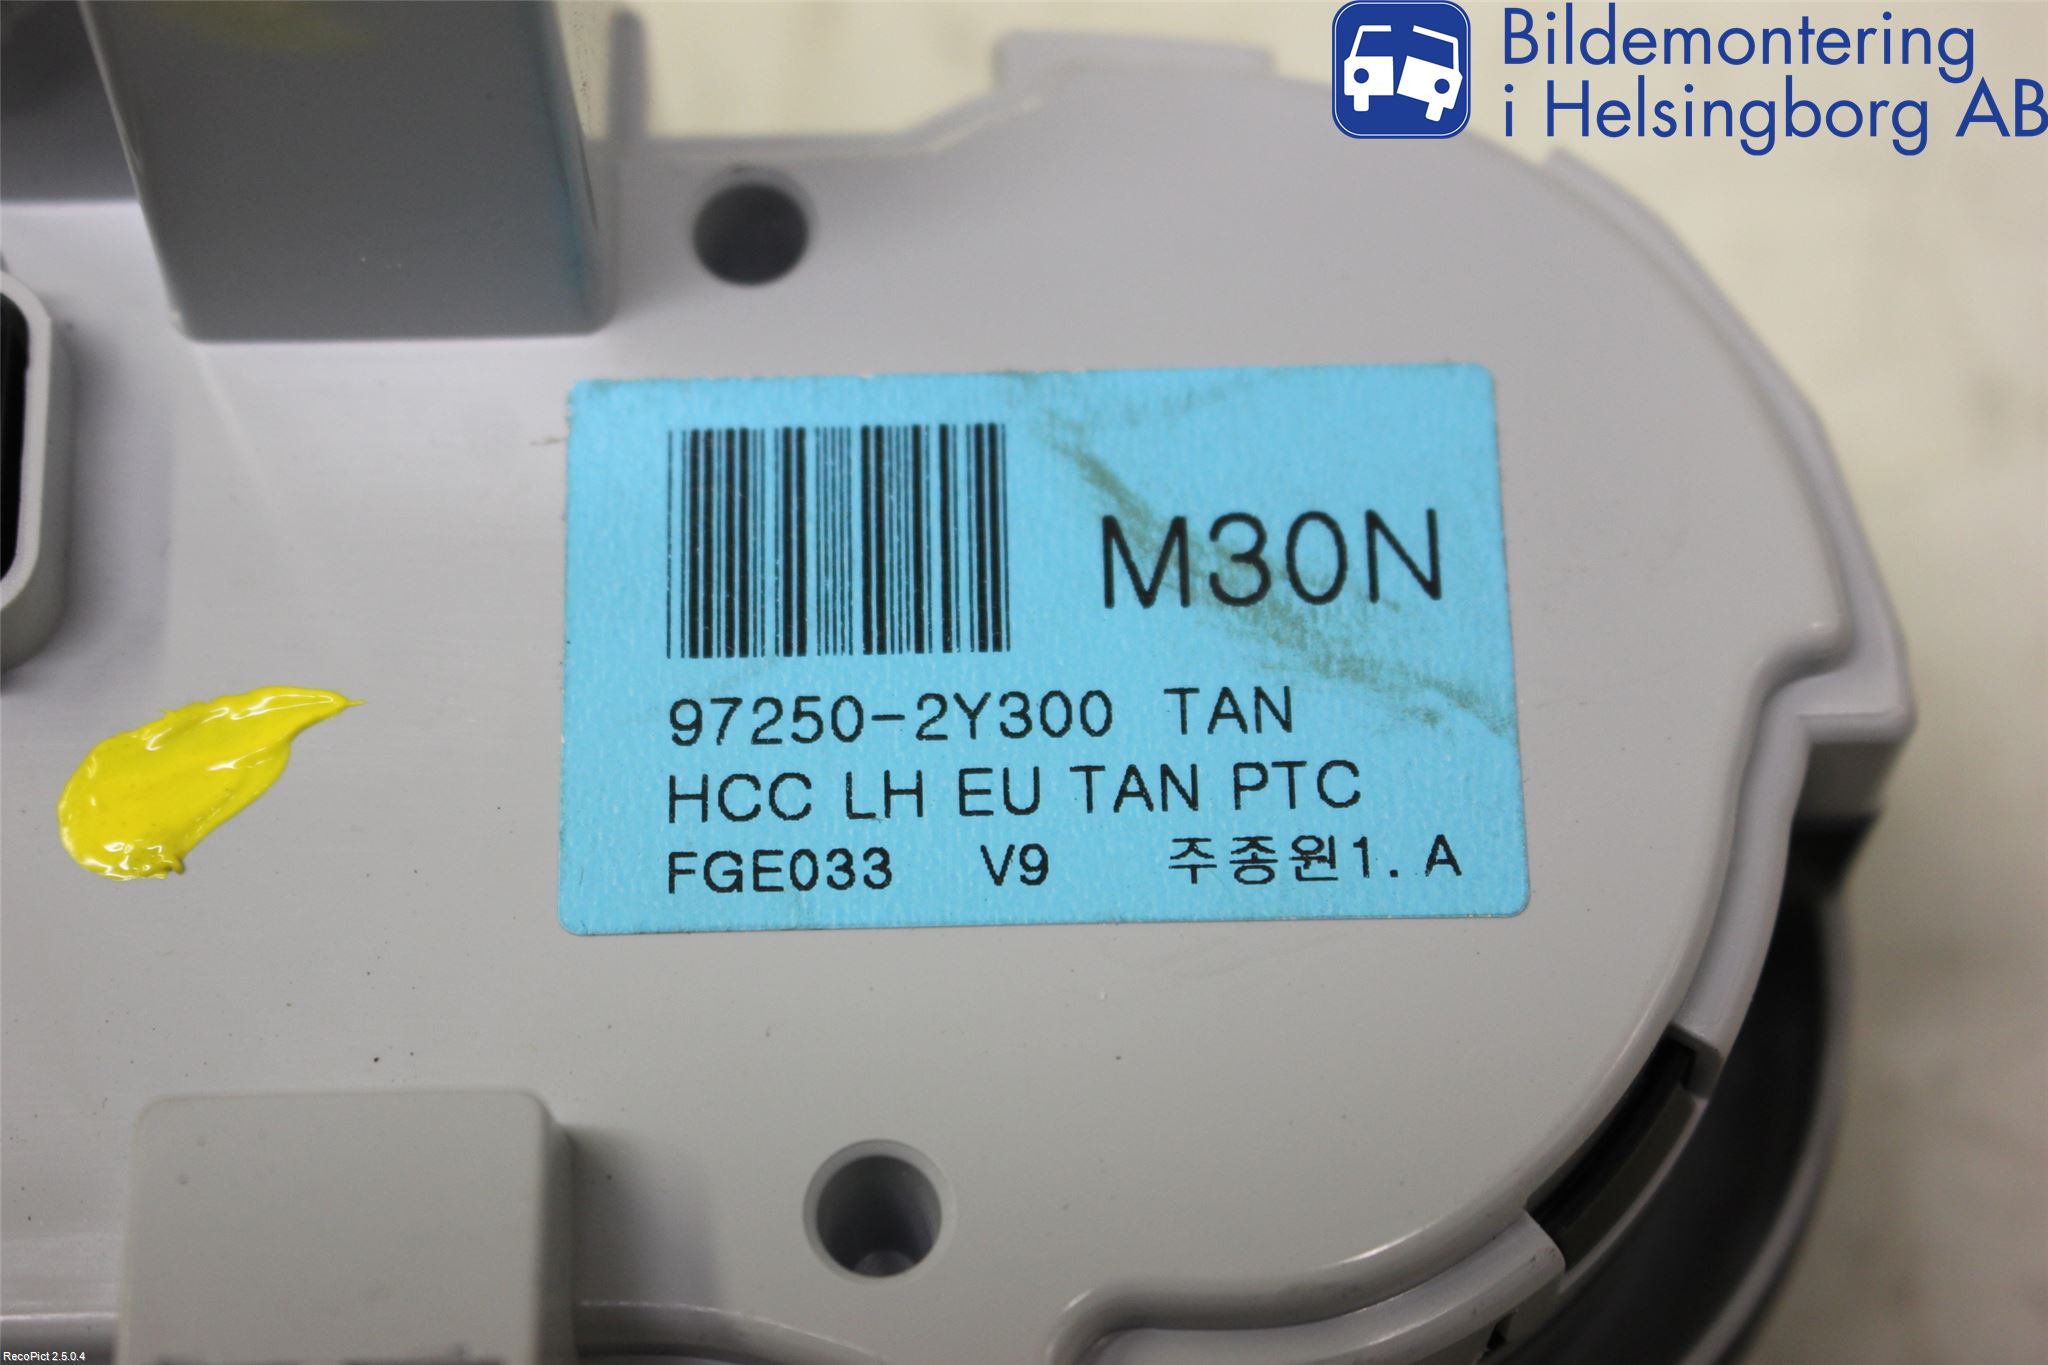 Bildemontering
i Helsingborg AB
M30N
97250-2Y300 TAN
HCC LH EU TAN PTC
FGE033 V9 주종원1. A
RecoPict 2.5.0.4